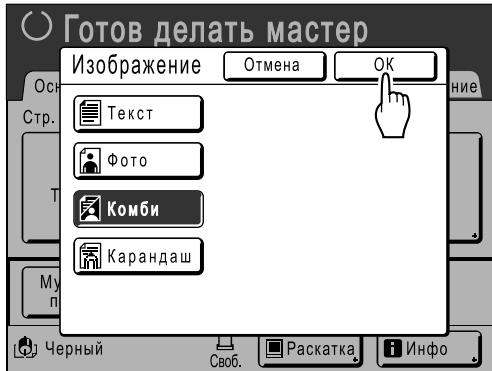 Готов делать мастер
Изображение
Отмена
OK
Стр.
Текст
Фото
Комби
Карандаш
Черный
Своб.
Раскатка
Инфо